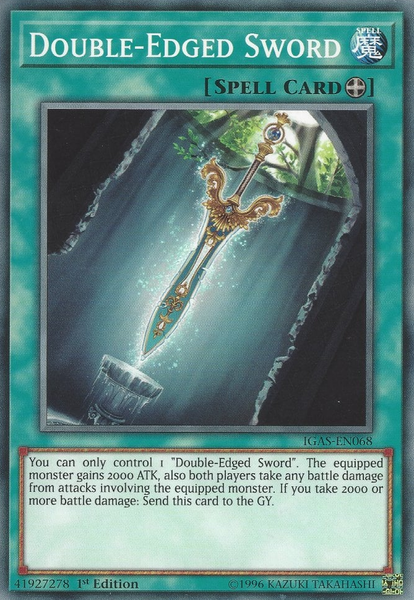 DOUBLE-EDGED SWORD
SPELL
魔
[SPELL CARD]
IGAS-EN068
You can only control 1 "Double-Edged Sword". The equipped
monster gains 2000 ATK, also both players take any battle damage
from attacks involving the equipped monster. If you take 2000 or
more battle damage: Send this card to the GY.
41927278 1st Edition ©1996 KAZUKI TAKAHASHI